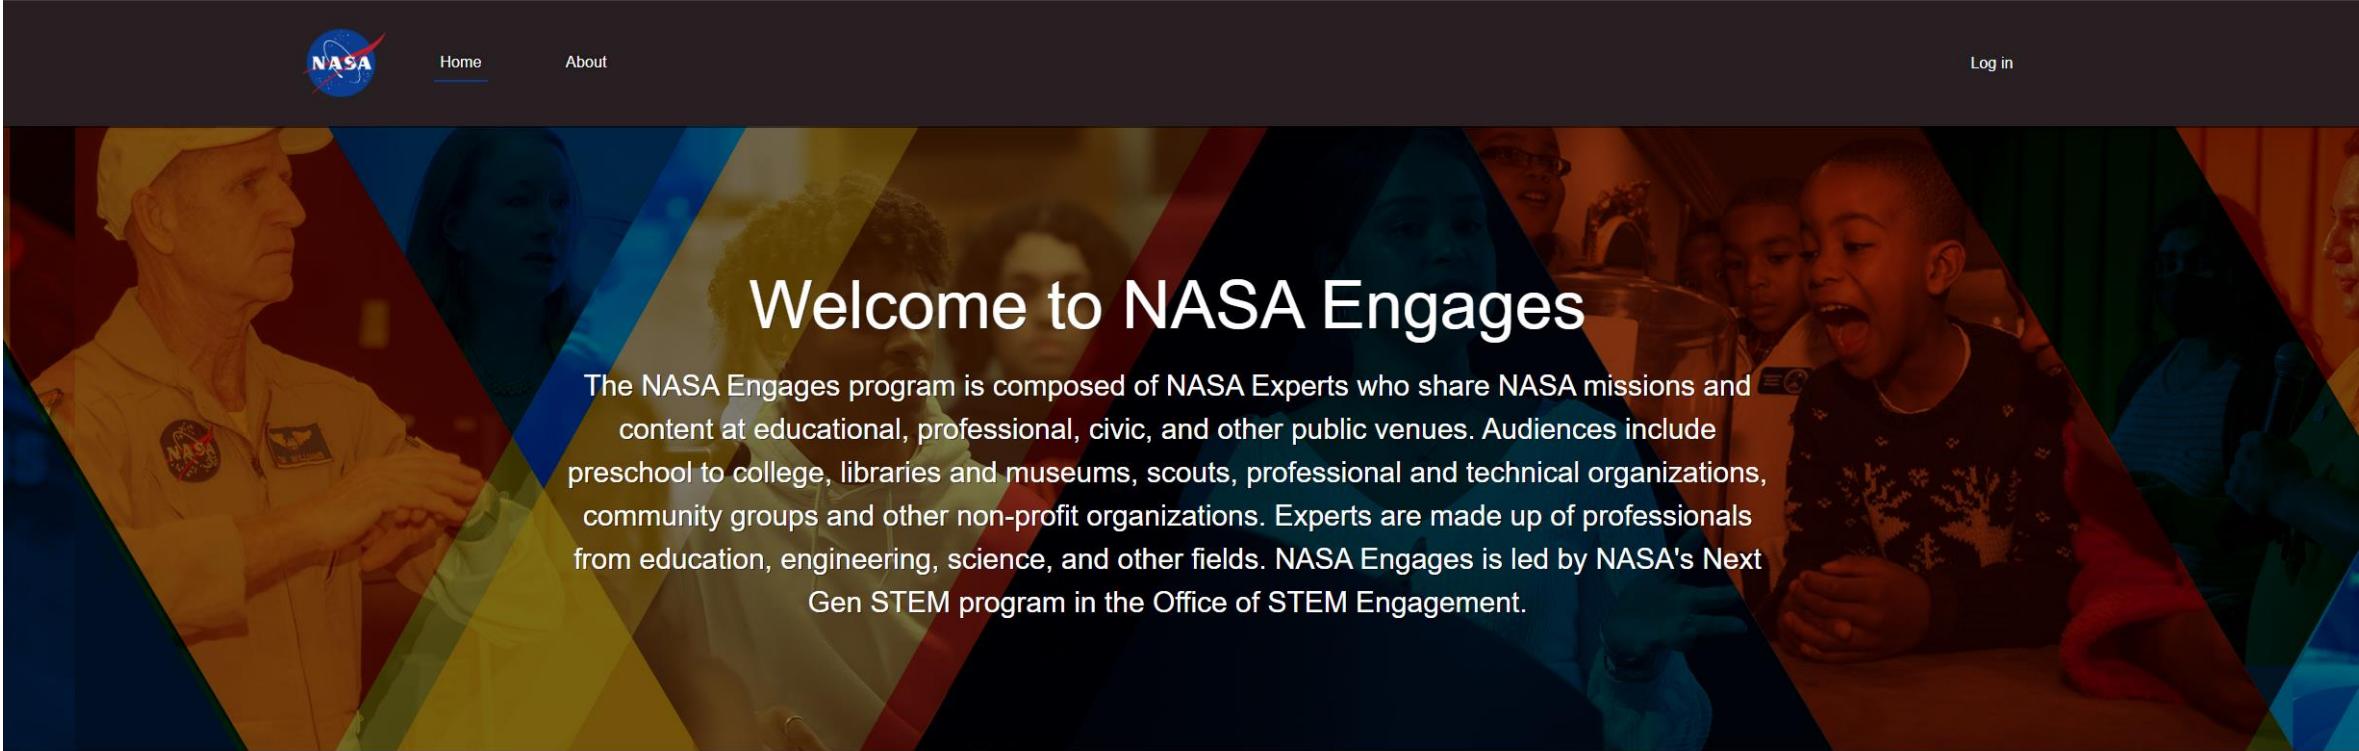 NASA
Home
About
Log in
Welcome to NASA Engages
The NASA Engages program is composed of NASA Experts who share NASA missions and
content at educational, professional, civic, and other public venues. Audiences include
preschool to college, libraries and museums, scouts, professional and technical organizations,
community groups and other non-profit organizations. Experts are made up of professionals
from education, engineering, science, and other fields. NASA Engages is led by NASA's Next
Gen STEM program in the Office of STEM Engagement.
NASA